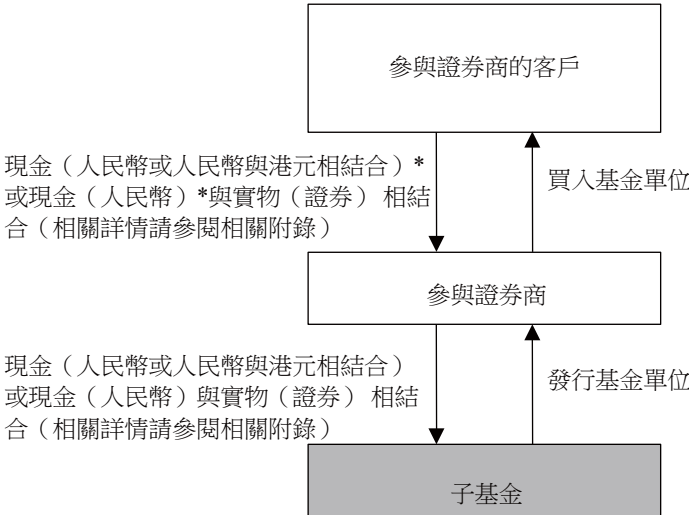 參與證券商的客戶
現金（人民幣或人民幣與港元相結合）*
或現金（人民幣）*與實物（證券） 相結
合（相關詳情請參閱相關附錄）
買入基金單位
參與證券商
現金（人民幣或人民幣與港元相結合）
或現金（人民幣）與實物（證券） 相結
合（相關詳情請參閱相關附錄）
發行基金單位
子基金